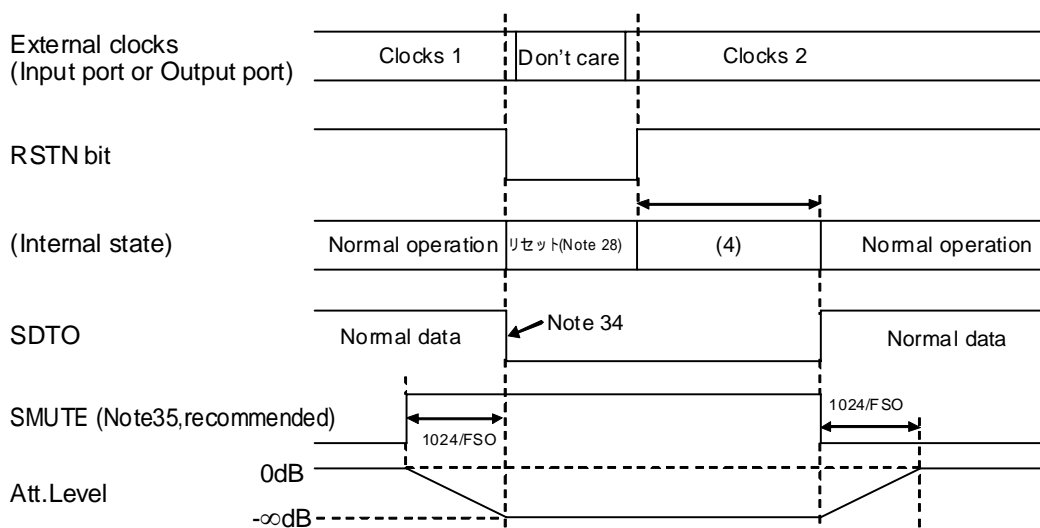 External clocks
(Input port or Output port)
Clocks 1
Don't care
Clocks 2
RSTN bit
(Internal state)
Normal operation
リセット(Note 28)
(4)
Normal operation
SDTO
Normal data
Note 34
Normal data
SMUTE (Note35,recommended)
1024/FSO
1024/FSO
Att.Level
0dB
-∞dB